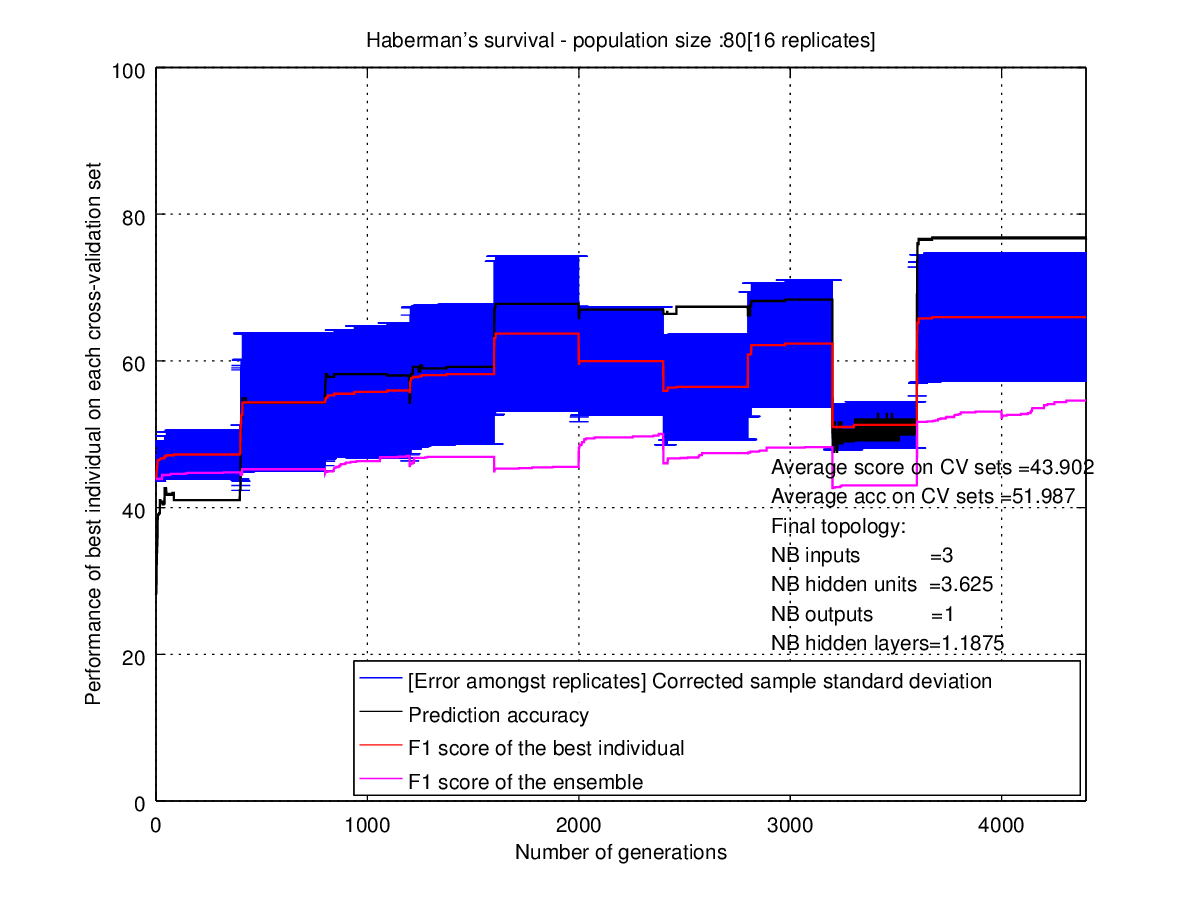 Haberman's survival - population size :80[16 replicates]
Performance of best individual on each cross-validation set
100
80
60
40
20
0
0
1000
2000
3000
4000
Number of generations
Average score on CV sets =43.902
Average acc on CV sets =51.987
Final topology:
NB inputs =3
NB hidden units =3.625
NB outputs =1
NB hidden layers=1.1875
[Error amongst replicates] Corrected sample standard deviation
Prediction accuracy
F1 score of the best individual
F1 score of the ensemble